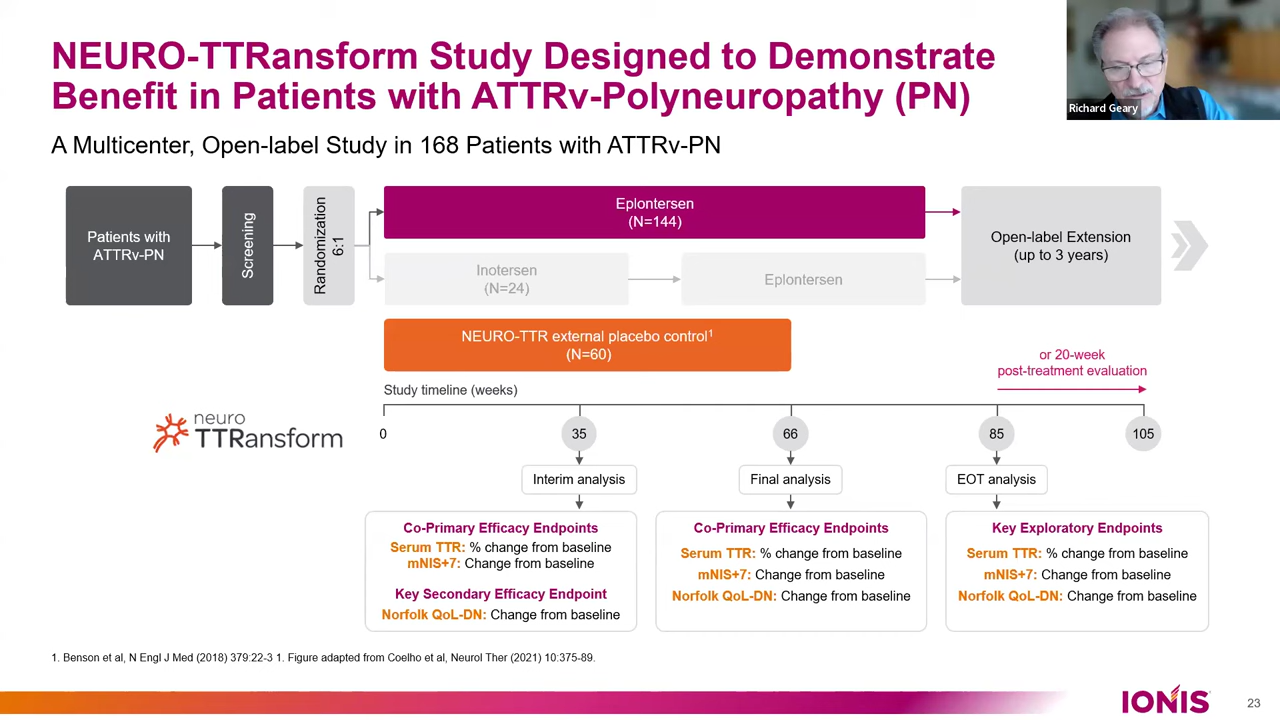 NEURO-TTRansform Study Designed to Demonstrate
Benefit in Patients with ATTRv-Polyneuropathy (PN)
Richard Geary
A Multicenter, Open-label Study in 168 Patients with ATTRv-PN
Patients with
ATTRv-PN
Screening
Randomization
6:1
Eplontersen
(N=144)
Inotersen
(N=24)
Eplontersen
Open-label Extension
(up to 3 years)
NEURO-TTR external placebo control¹
(N=60)
or 20-week
post-treatment evaluation
Study timeline (weeks)
neuro
TTRansform
0
35
66
85
105
Interim analysis
Final analysis
EOT analysis
Co-Primary Efficacy Endpoints
Serum TTR: % change from baseline
mNIS+7: Change from baseline
Key Secondary Efficacy Endpoint
Norfolk QoL-DN: Change from baseline
Co-Primary Efficacy Endpoints
Serum TTR: % change from baseline
mNIS+7: Change from baseline
Norfolk QoL-DN: Change from baseline
Key Exploratory Endpoints
Serum TTR: % change from baseline
mNIS+7: Change from baseline
Norfolk QoL-DN: Change from baseline
1. Benson et al, N Engl J Med (2018) 379:22-3 1. Figure adapted from Coelho et al, Neurol Ther (2021) 10:375-89.
IONIS
23